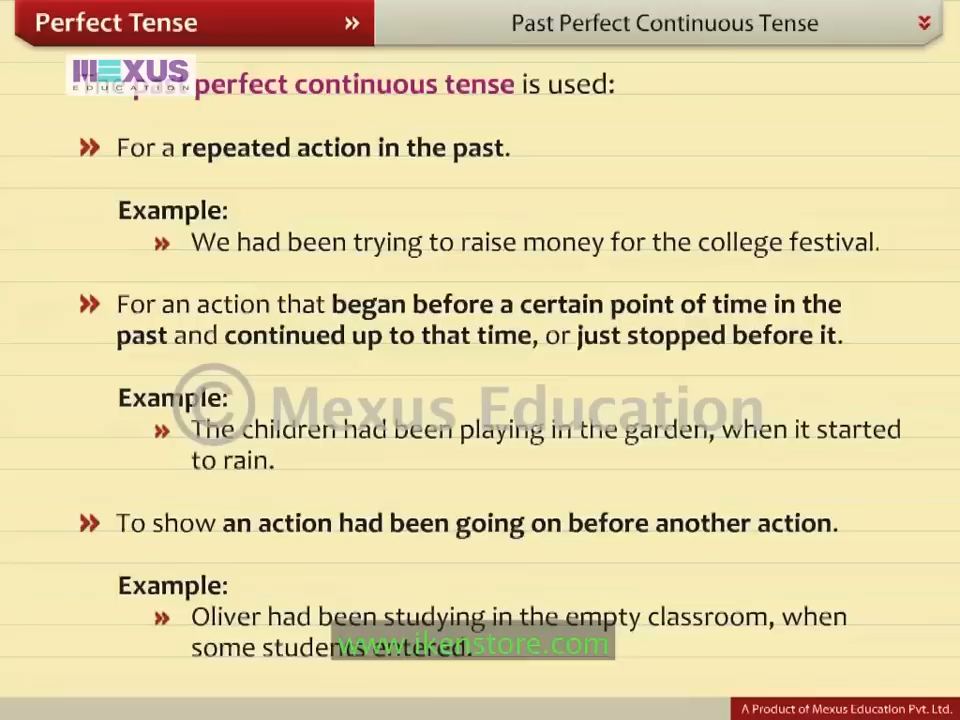 Perfect Tense »
Past Perfect Continuous Tense
MEXUS
EDUCATION
The past perfect continuous tense is used:
» For a repeated action in the past.
Example:
» We had been trying to raise money for the college festival.
» For an action that began before a certain point of time in the
past and continued up to that time, or just stopped before it.
Example:
© Mexus Education
» The children had been playing in the garden, when it started
to rain.
» To show an action had been going on before another action.
Example:
» Oliver had been studying in the empty classroom, when
some students entered.
www.ikenstore.com
A Product of Mexus Education Pvt. Ltd.